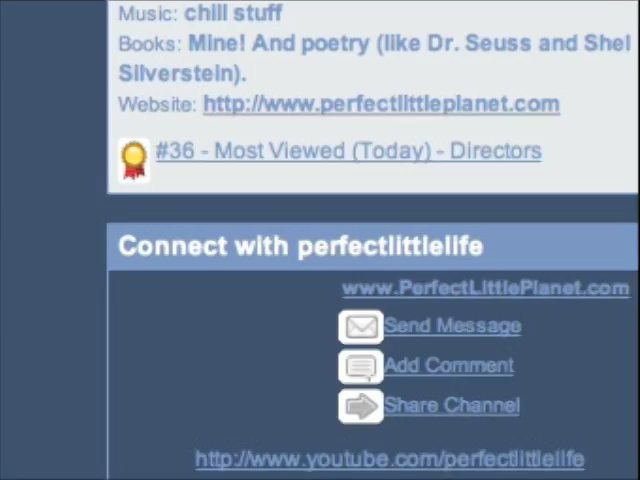 Music: chill stuff
Books: Mine! And poetry (like Dr. Seuss and Shel
Silverstein).
Website: http://www.perfectlittleplanet.com
#36 - Most Viewed (Today) - Directors
Connect with perfectlittlelife
www.PerfectLittlePlanet.com
Send Message
Add Comment
Share Channel
http://www.youtube.com/perfectlittlelife